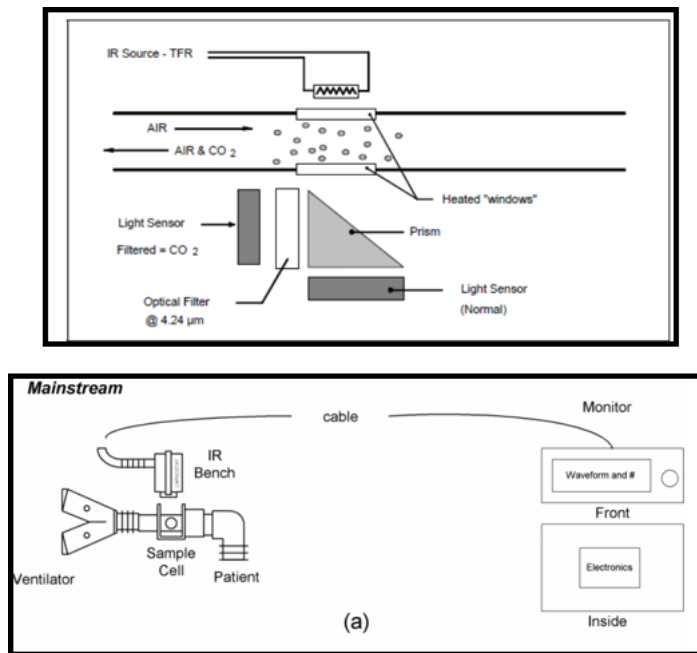 IR Source - TFR
AIR
AIR & CO 2
Heated "windows"
Light Sensor
Filtered = CO 2
Prism
Optical Filter
@ 4.24 µm
Light Sensor
(Normal)
Mainstream
cable
Monitor
IR
Bench
Waveform and #
Front
Sample
Cell
Ventilator
Patient
Electronics
Inside
(a)